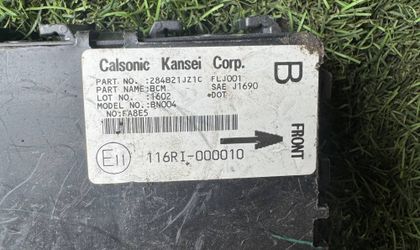 Calsonic Kansei Corp. B
PART NO.:284B21JZ1C FLJ001
PART NAME:BCM SAE J1690
LOT NO. :1602 *DOT
MODEL NO.:BN004
NO:FA8E5
E11 116RI-000010 FRONT